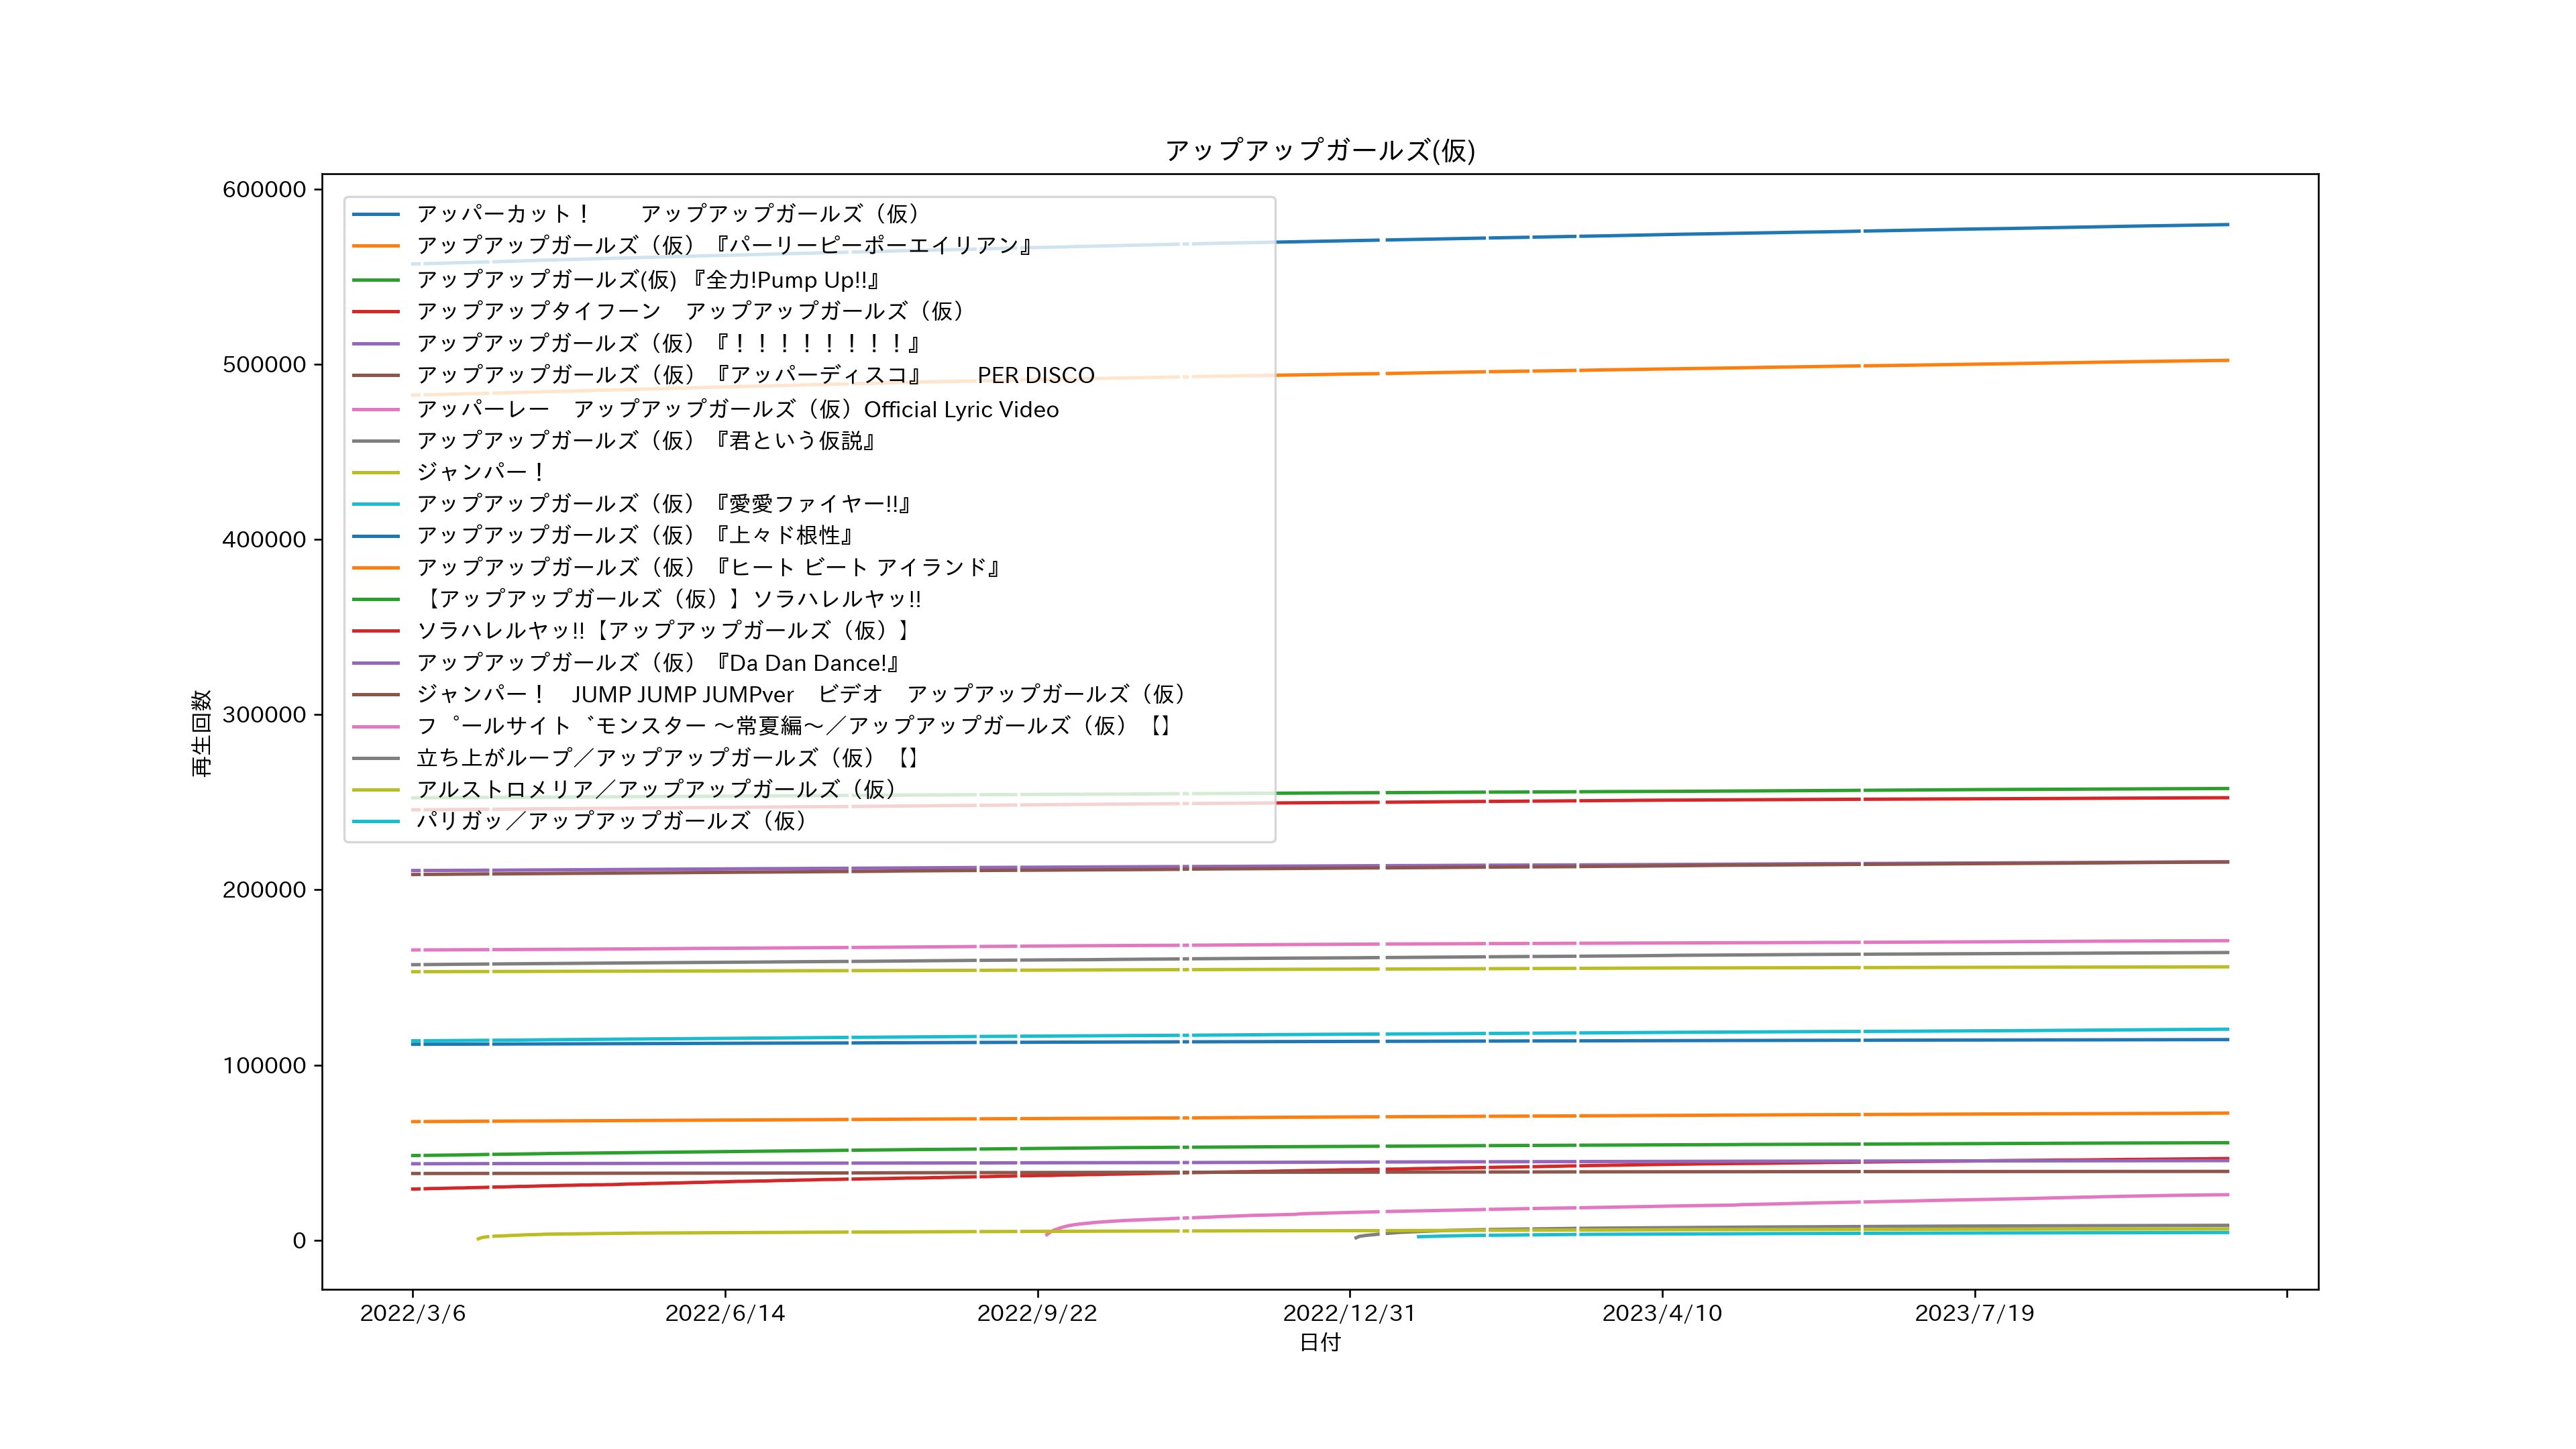 アップアップガールズ(仮)
600000
500000
400000
300000
200000
100000
0
再生回数
アッパーカット！　　アップアップガールズ（仮）
アップアップガールズ（仮）『パーリーピーポーエイリアン』
アップアップガールズ(仮) 『全力!Pump Up!!』
アップアップタイフーン　アップアップガールズ（仮）
アップアップガールズ（仮）『！！！！！！！！』
アップアップガールズ（仮）『アッパーディスコ』　　PER DISCO
アッパーレー　アップアップガールズ（仮）Official Lyric Video
アップアップガールズ（仮）『君という仮説』
ジャンパー！
アップアップガールズ（仮）『愛愛ファイヤー!!』
アップアップガールズ（仮）『上々ド根性』
アップアップガールズ（仮）『ヒート ビート アイランド』
【アップアップガールズ（仮）】ソラハレルヤッ!!
ソラハレルヤッ!!【アップアップガールズ（仮）】
アップアップガールズ（仮）『Da Dan Dance!』
ジャンパー！　JUMP JUMP JUMPver　ビデオ　アップアップガールズ（仮）
フ゜ールサイト゛モンスター ～常夏編～／アップアップガールズ（仮）【】
立ち上がループ／アップアップガールズ（仮）【】
アルストロメリア／アップアップガールズ（仮）
パリガッ／アップアップガールズ（仮）
2022/3/6
2022/6/14
2022/9/22
2022/12/31
2023/4/10
2023/7/19
日付